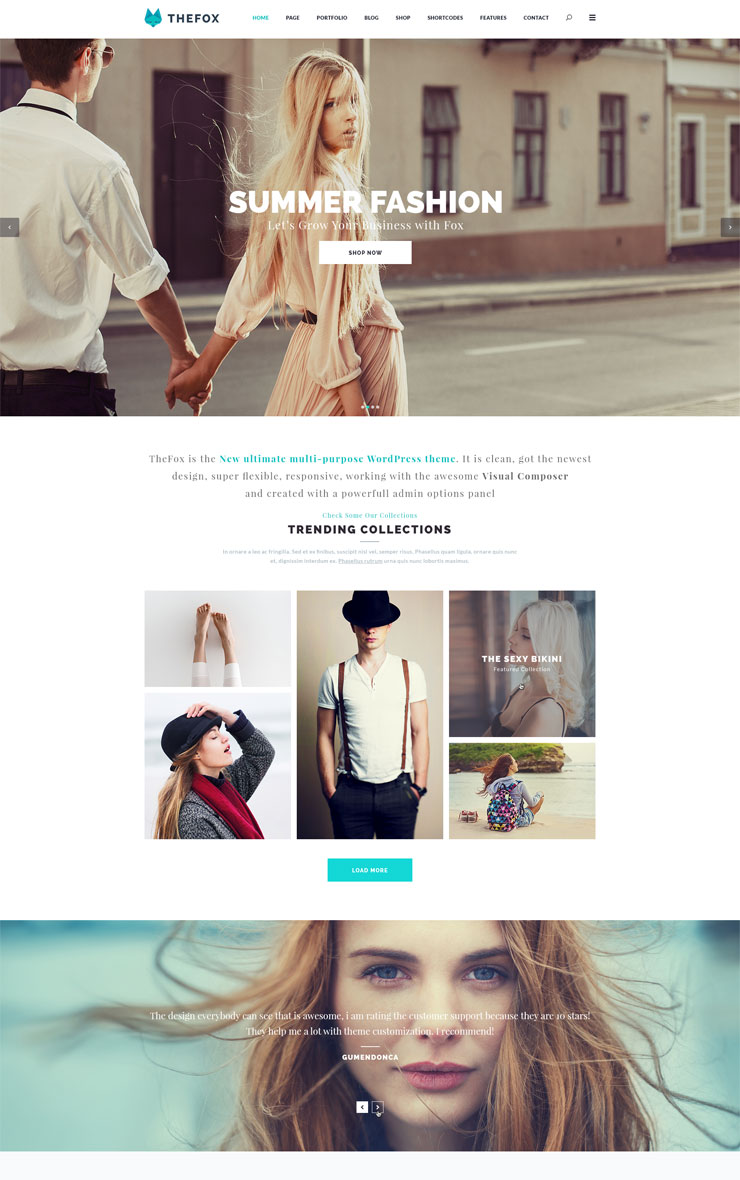 THEFOX
HOME PAGE PORTFOLIO BLOG SHOP SHORTCODES FEATURES CONTACT
SUMMER FASHION
Let's Grow Your Business with Fox
SHOP NOW
TheFox is the New ultimate multi-purpose WordPress theme. It is clean, got the newest
design, super flexible, responsive, working with the awesome Visual Composer
and created with a powerfull admin options panel
Check Some Our Collections
TRENDING COLLECTIONS
In ornare a leo ac fringilla. Sed et ex finibus, suscipit nisi vel, semper risus. Phasellus quam ligula, ornare quis nunc
et, dignissim interdum ex. Phasellus rutrum urna quis nunc lobortis maximus.
THE SEXY BIKINI
Featured Collection
LOAD MORE
The design everybody can see that is awesome, i am rating the customer support because they are 10 stars!
They help me a lot with theme customization. I recommend!
GUMENDONCA